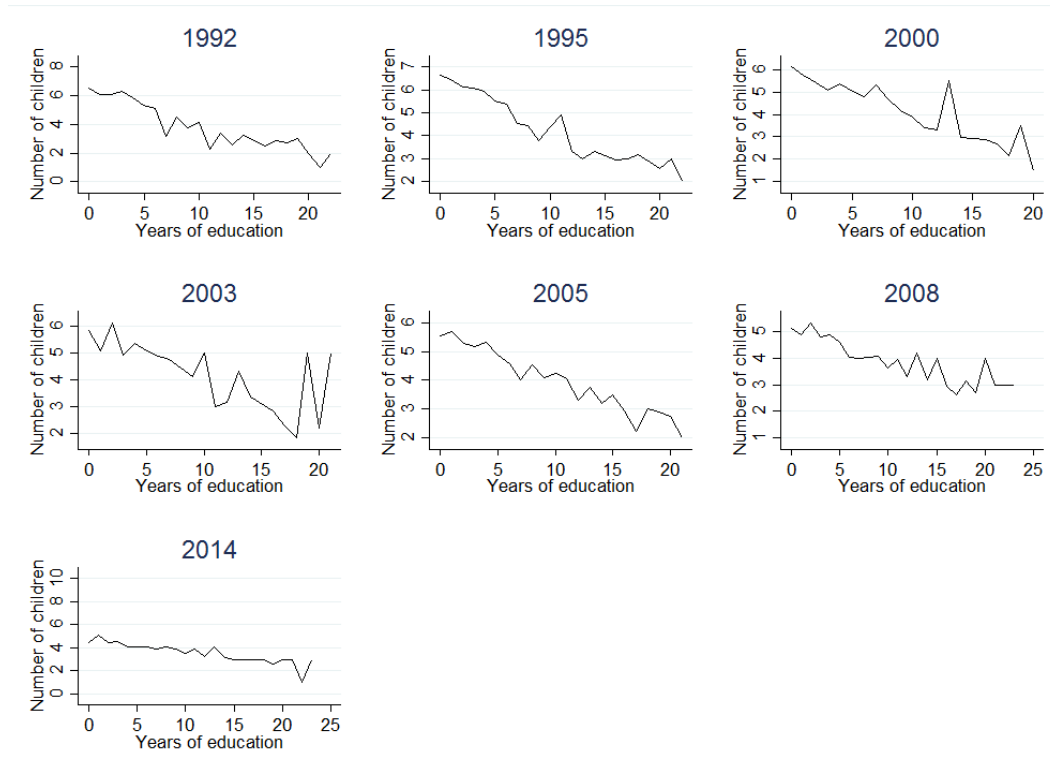 1992
Number of children
0 2 4 6 8
0 5 10 15 20
Years of education
1995
Number of children
2 3 4 5 6 7
0 5 10 15 20
Years of education
2000
Number of children
1 2 3 4 5 6
0 5 10 15 20
Years of education
2003
Number of children
2 3 4 5 6
0 5 10 15 20
Years of education
2005
Number of children
2 3 4 5 6
0 5 10 15 20
Years of education
2008
Number of children
1 2 3 4 5
0 5 10 15 20 25
Years of education
2014
Number of children
0 2 4 6 8 10
0 5 10 15 20 25
Years of education